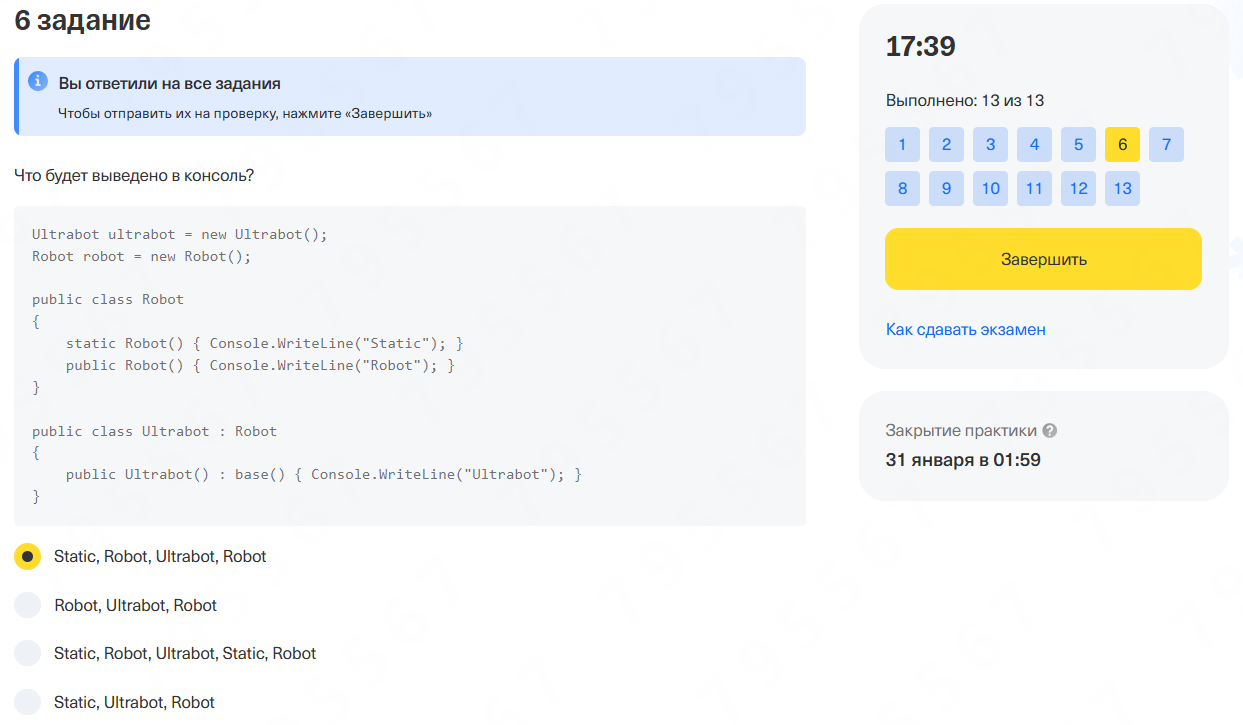 6 задание
Вы ответили на все задания
Чтобы отправить их на проверку, нажмите «Завершить»
Что будет выведено в консоль?
Ultrabot ultrabot = new Ultrabot();
Robot robot = new Robot();
public class Robot
{
    static Robot() { Console.WriteLine("Static"); }
    public Robot() { Console.WriteLine("Robot"); }
}
public class Ultrabot : Robot
{
    public Ultrabot() : base() { Console.WriteLine("Ultrabot"); }
}
Static, Robot, Ultrabot, Robot
Robot, Ultrabot, Robot
Static, Robot, Ultrabot, Static, Robot
Static, Ultrabot, Robot
17:39
Выполнено: 13 из 13
1 2 3 4 5 6 7
8 9 10 11 12 13
Завершить
Как сдавать экзамен
Закрытие практики ?
31 января в 01:59